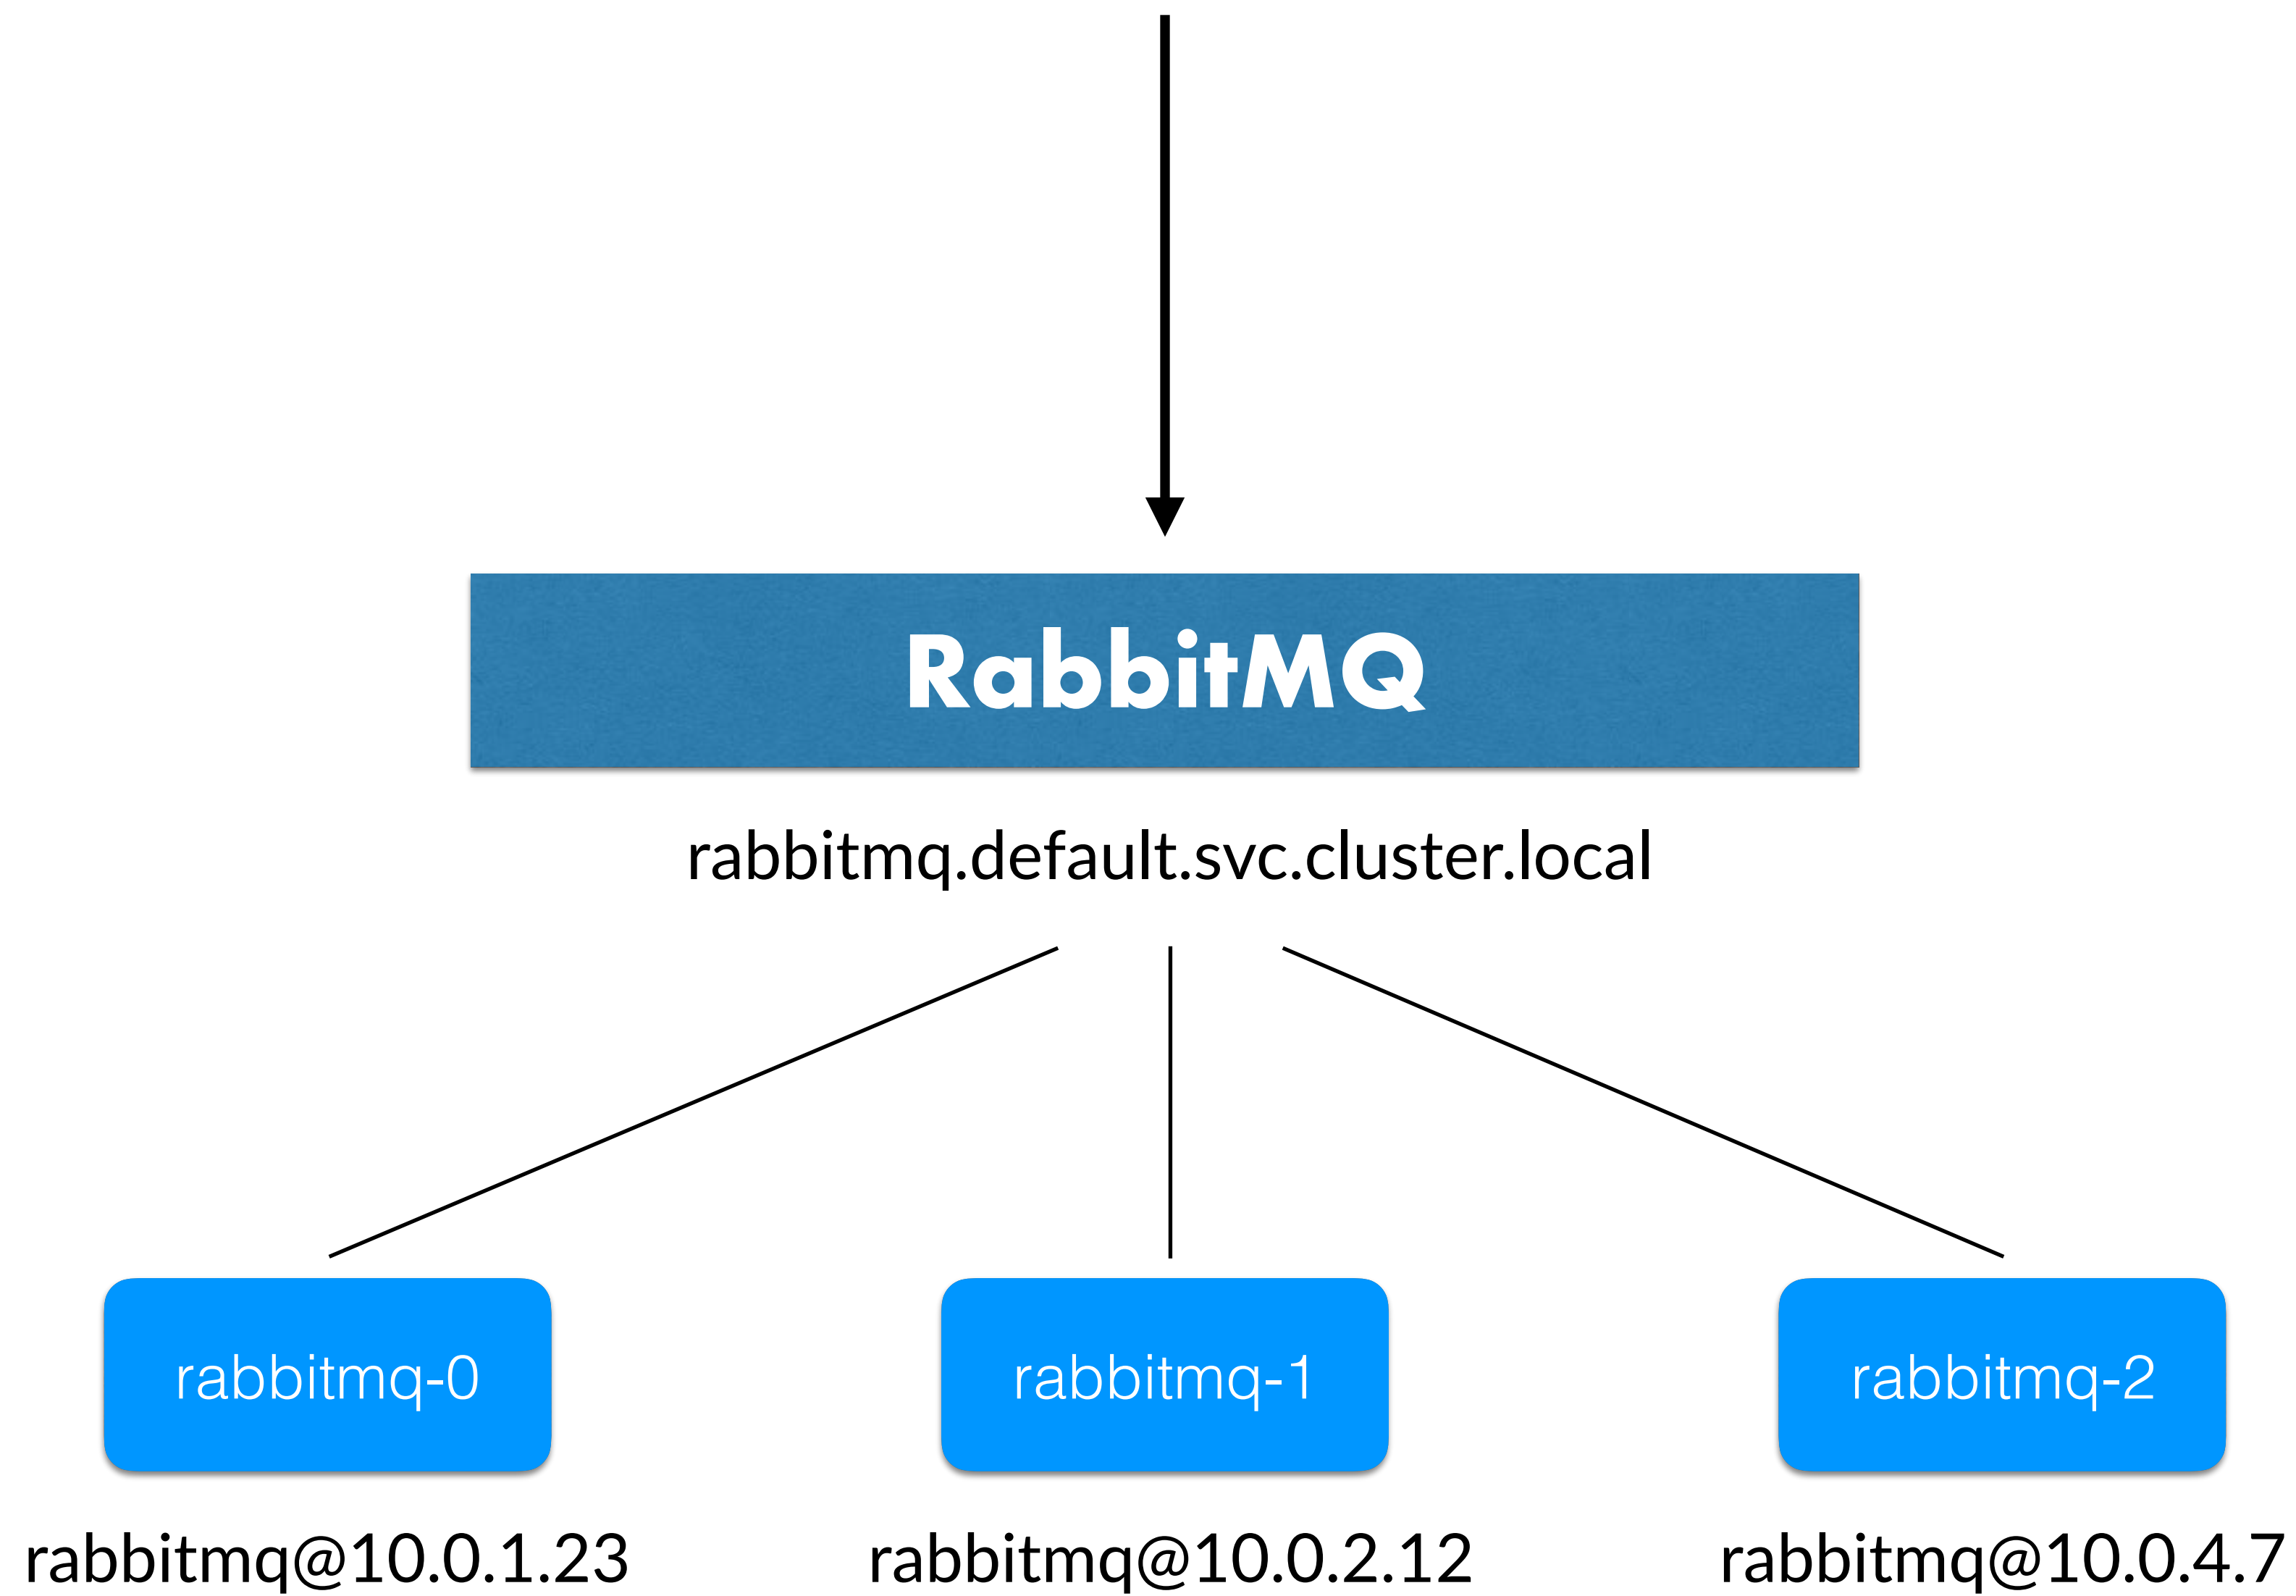 RabbitMQ
rabbitmq.default.svc.cluster.local
rabbitmq-0
rabbitmq-1
rabbitmq-2
rabbitmq@10.0.1.23
rabbitmq@10.0.2.12
rabbitmq@10.0.4.7